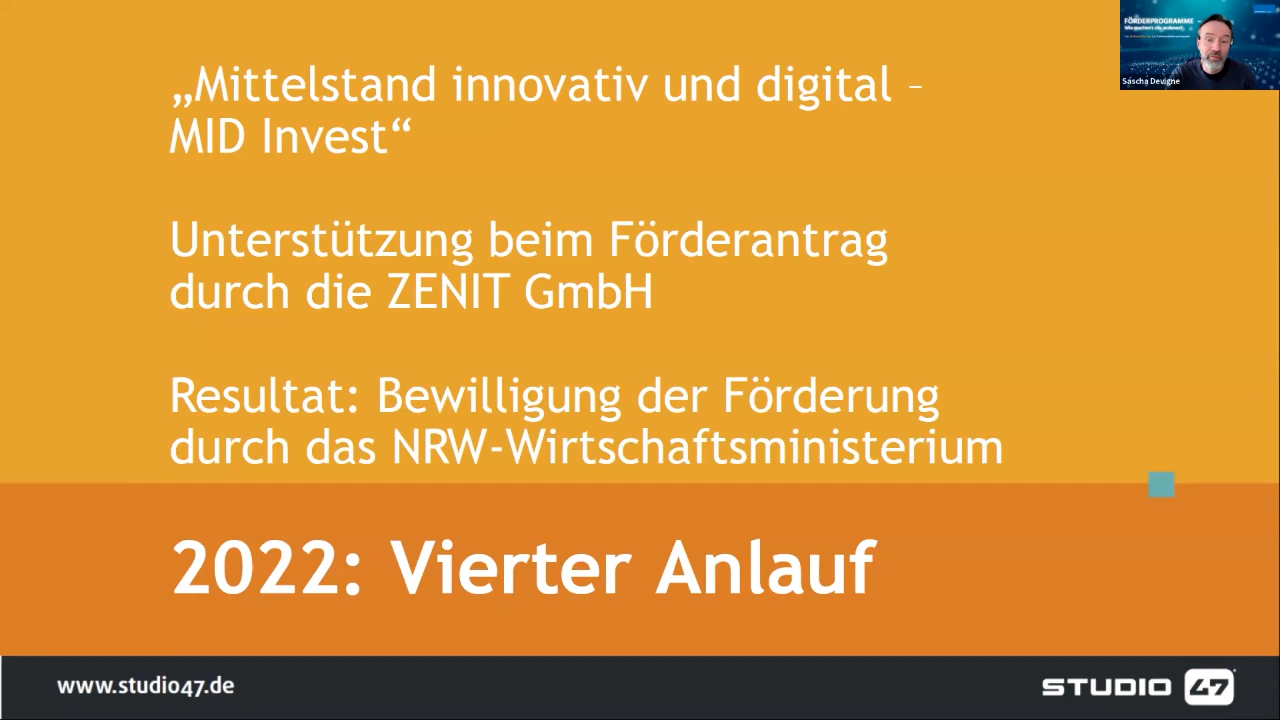 „Mittelstand innovativ und digital –
MID Invest“
Unterstützung beim Förderantrag
durch die ZENIT GmbH
Resultat: Bewilligung der Förderung
durch das NRW-Wirtschaftsministerium
2022: Vierter Anlauf
www.studio47.de
STUDIO 47
FÖRDERPROGRAMME –
Sascha Devigne